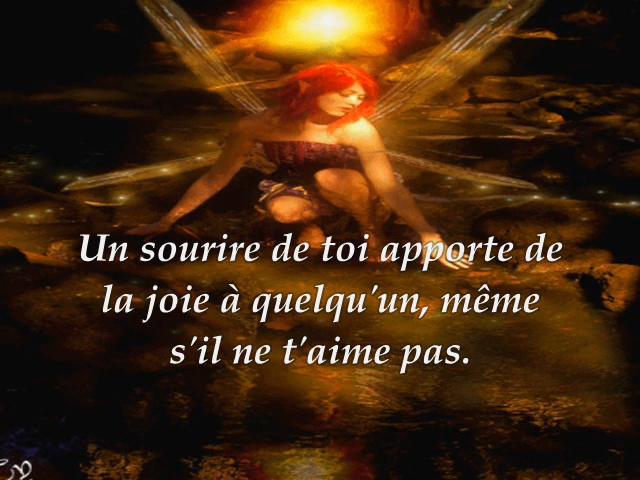 Un sourire de toi apporte de
la joie à quelqu'un, même
s'il ne t'aime pas.